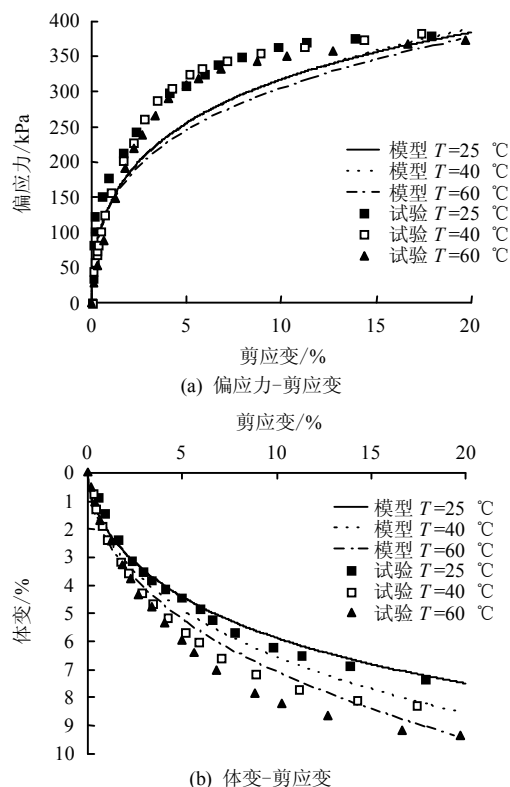 400
350
300
250
200
150
100
50
0
偏应力/kPa
模型 T=25 ℃
模型 T=40 ℃
模型 T=60 ℃
试验 T=25 ℃
试验 T=40 ℃
试验 T=60 ℃
0 5 10 15 20
剪应变/%
(a) 偏应力-剪应变
剪应变/%
0 5 10 15 20
0
1
2
3
4
5
6
7
8
9
10
体变/%
模型 T=25 ℃
模型 T=40 ℃
模型 T=60 ℃
试验 T=25 ℃
试验 T=40 ℃
试验 T=60 ℃
(b) 体变-剪应变